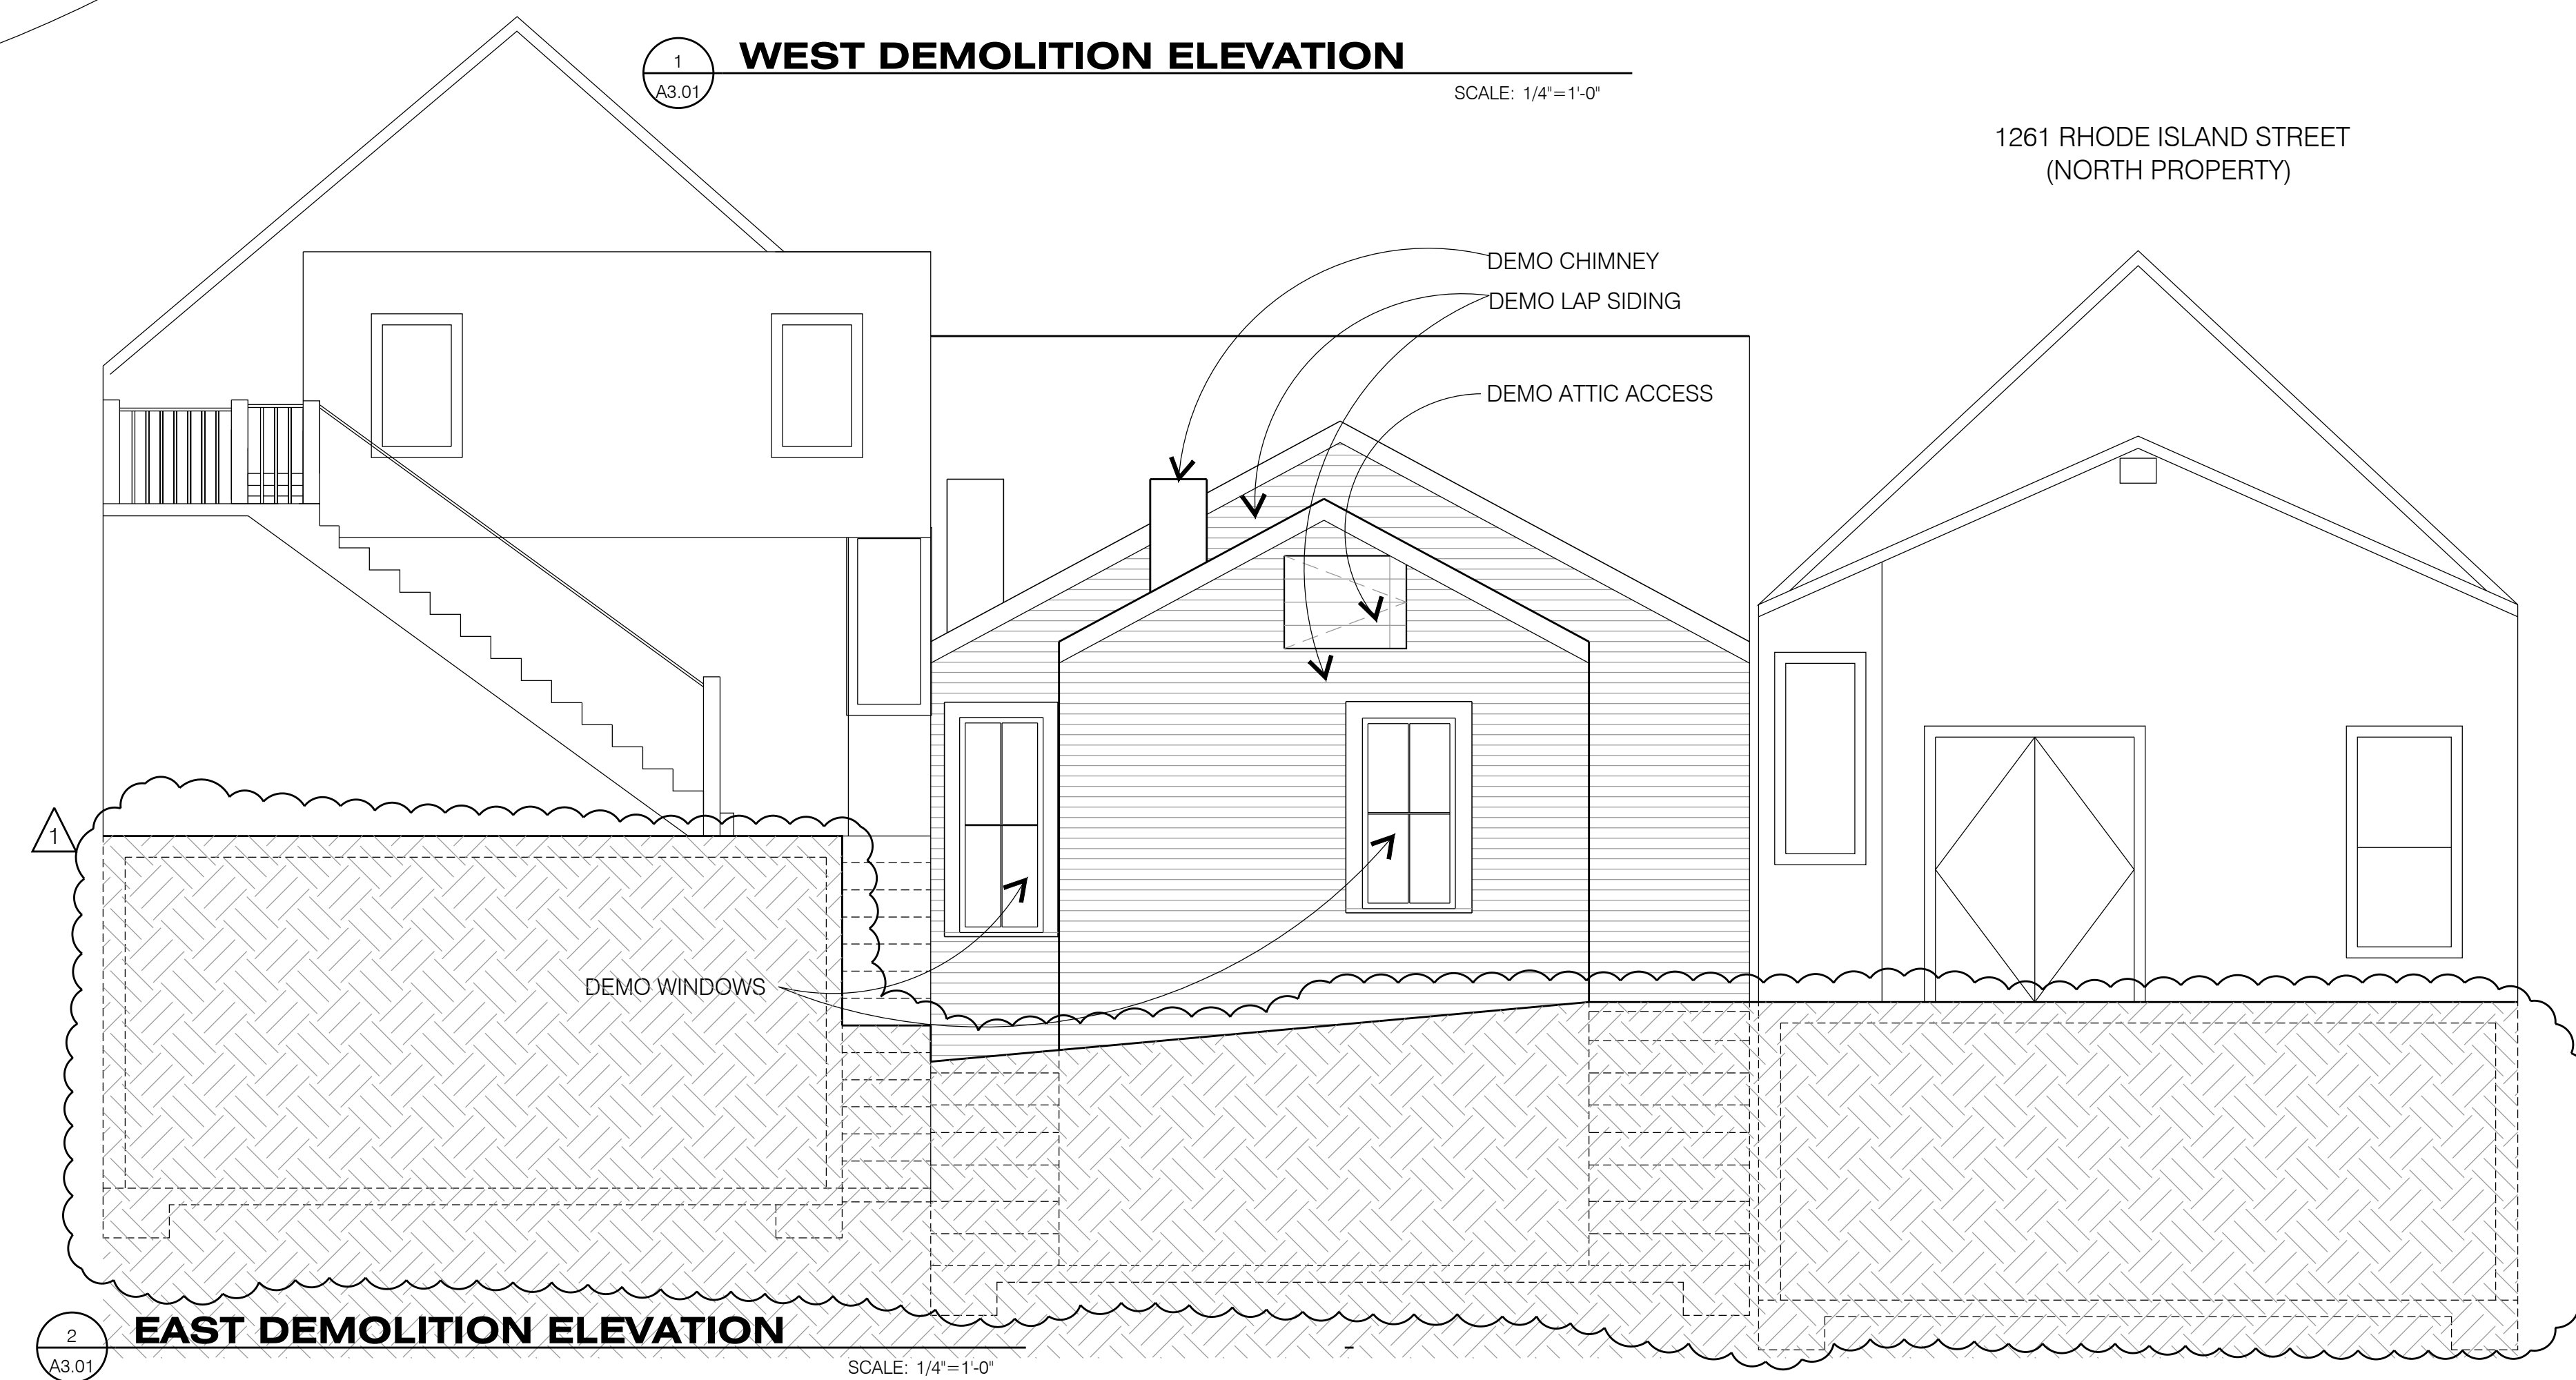 1
WEST DEMOLITION ELEVATION
A3.01
SCALE: 1/4"=1'-0"
1261 RHODE ISLAND STREET
(NORTH PROPERTY)
DEMO CHIMNEY
DEMO LAP SIDING
DEMO ATTIC ACCESS
1
DEMO WINDOWS
2
EAST DEMOLITION ELEVATION
A3.01
SCALE: 1/4"=1'-0"